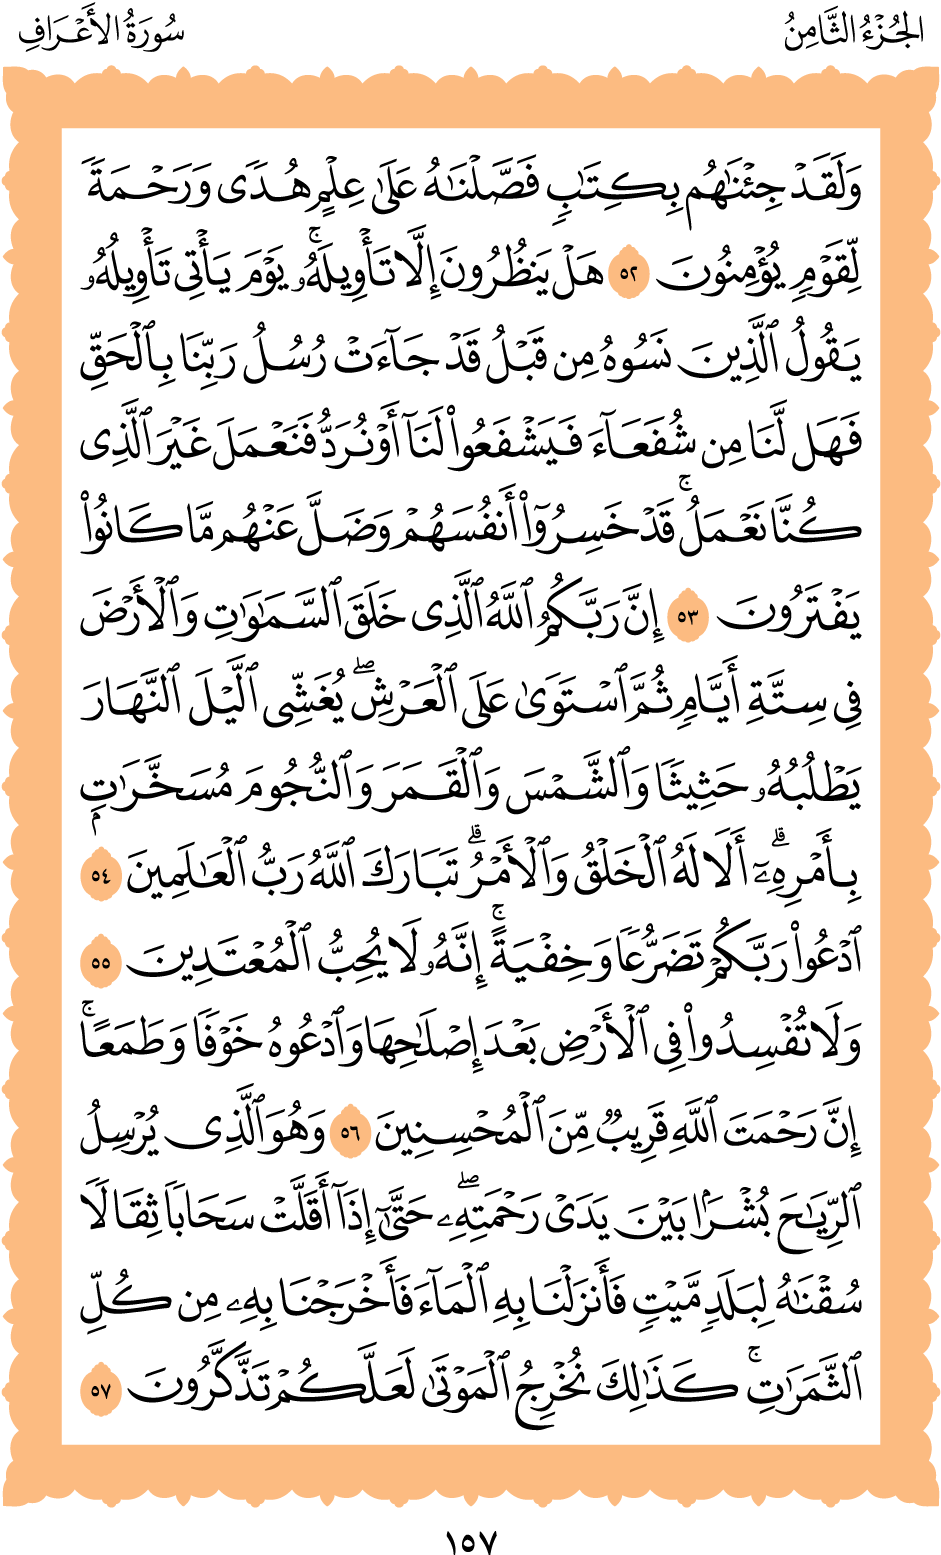 الجُزْءُ الثَّامِنُ
سُورَةُ الأَعْرَافِ
وَلَقَدْ جِئْنَٰهُم بِكِتَٰبٍ فَصَّلْنَٰهُ عَلَىٰ عِلْمٍ هُدًى وَرَحْمَةً
لِّقَوْمٍ يُؤْمِنُونَ ٥٢ هَلْ يَنظُرُونَ إِلَّا تَأْوِيلَهُۥۚ يَوْمَ يَأْتِى تَأْوِيلُهُۥ
يَقُولُ ٱلَّذِينَ نَسُوهُ مِن قَبْلُ قَدْ جَآءَتْ رُسُلُ رَبِّنَا بِٱلْحَقِّ
فَهَل لَّنَا مِن شُفَعَآءَ فَيَشْفَعُوا۟ لَنَآ أَوْ نُرَدُّ فَنَعْمَلَ غَيْرَ ٱلَّذِى
كُنَّا نَعْمَلُۚ قَدْ خَسِرُوٓا۟ أَنفُسَهُمْ وَضَلَّ عَنْهُم مَّا كَانُوا۟
يَفْتَرُونَ ٥٣ إِنَّ رَبَّكُمُ ٱللَّهُ ٱلَّذِى خَلَقَ ٱلسَّمَٰوَٰتِ وَٱلْأَرْضَ
فِى سِتَّةِ أَيَّامٍ ثُمَّ ٱسْتَوَىٰ عَلَى ٱلْعَرْشِۖ يُغْشِى ٱلَّيْلَ ٱلنَّهَارَ
يَطْلُبُهُۥ حَثِيثًا وَٱلشَّمْسَ وَٱلْقَمَرَ وَٱلنُّجُومَ مُسَخَّرَٰتٍۭ
بِأَمْرِهِۦٓۗ أَلَا لَهُ ٱلْخَلْقُ وَٱلْأَمْرُۗ تَبَارَكَ ٱللَّهُ رَبُّ ٱلْعَٰلَمِينَ ٥٤
ٱدْعُوا۟ رَبَّكُمْ تَضَرُّعًا وَخُفْيَةًۚ إِنَّهُۥ لَا يُحِبُّ ٱلْمُعْتَدِينَ ٥٥
وَلَا تُفْسِدُوا۟ فِى ٱلْأَرْضِ بَعْدَ إِصْلَٰحِهَا وَٱدْعُوهُ خَوْفًا وَطَمَعًاۚ
إِنَّ رَحْمَتَ ٱللَّهِ قَرِيبٌ مِّنَ ٱلْمُحْسِنِينَ ٥٦ وَهُوَ ٱلَّذِى يُرْسِلُ
ٱلرِّيَٰحَ بُشْرًۢا بَيْنَ يَدَىْ رَحْمَتِهِۦۖ حَتَّىٰٓ إِذَآ أَقَلَّتْ سَحَابًا ثِقَالًا
سُقْنَٰهُ لِبَلَدٍ مَّيِّتٍ فَأَنزَلْنَا بِهِ ٱلْمَآءَ فَأَخْرَجْنَا بِهِۦ مِن كُلِّ
ٱلثَّمَرَٰتِۚ كَذَٰلِكَ نُخْرِجُ ٱلْمَوْتَىٰ لَعَلَّكُمْ تَذَكَّرُونَ ٥٧
١٥٧